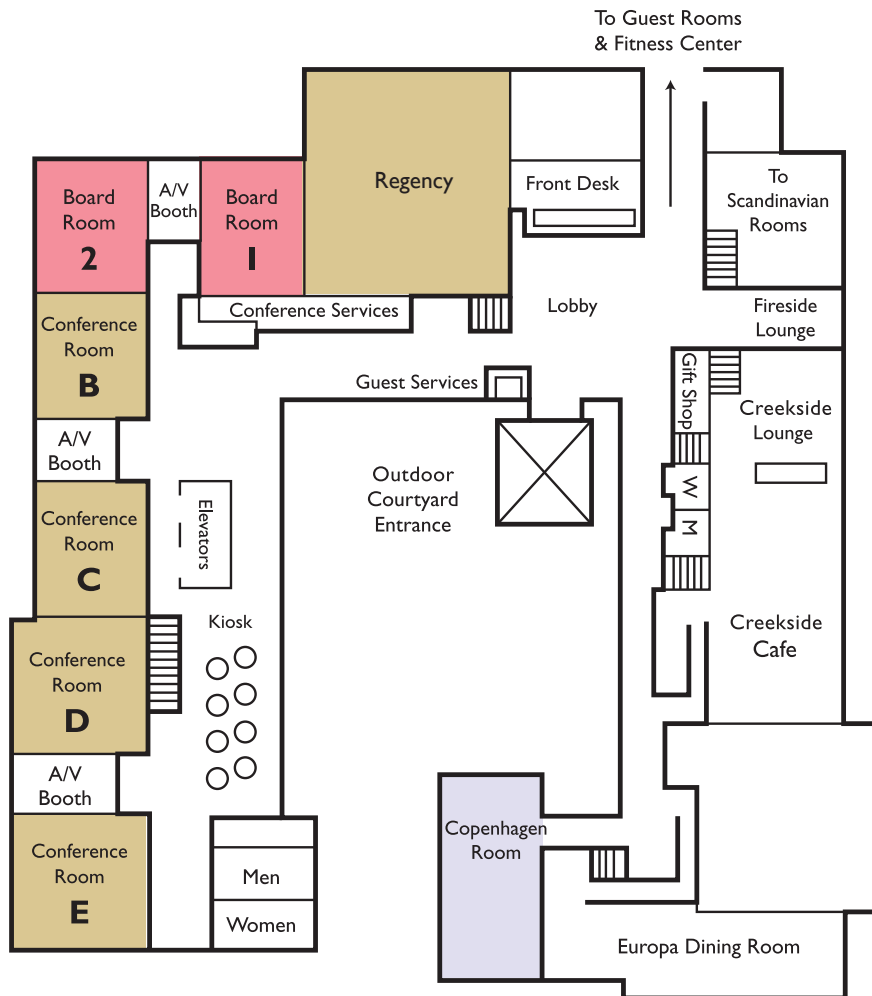 To Guest Rooms
& Fitness Center
Regency
Front Desk
To
Scandinavian
Rooms
Board
Room
2
A/V
Booth
Board
Room
1
Conference Services
Lobby
Fireside
Lounge
Conference
Room
B
Guest Services
Gift Shop
Creekside
Lounge
A/V
Booth
Outdoor
Courtyard
Entrance
W
M
Conference
Room
C
Elevators
Kiosk
Creekside
Cafe
Conference
Room
D
A/V
Booth
Copenhagen
Room
Conference
Room
E
Men
Women
Europa Dining Room